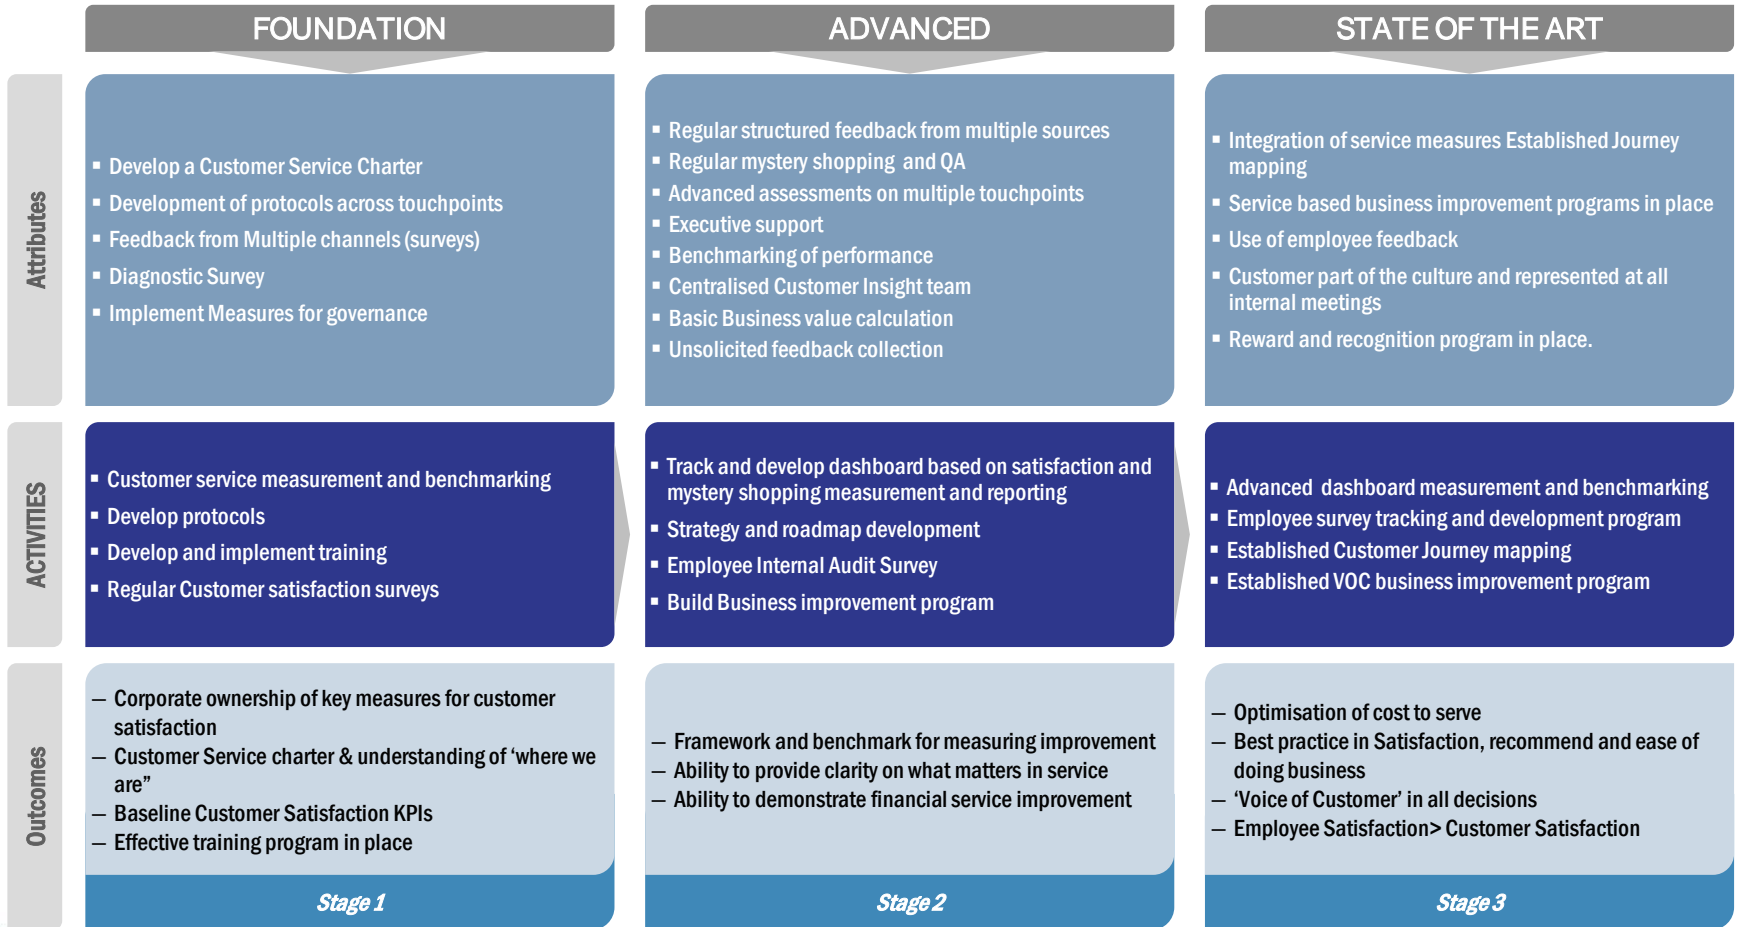 FOUNDATION
ADVANCED
STATE OF THE ART
Attributes
▪ Develop a Customer Service Charter
▪ Development of protocols across touchpoints
▪ Feedback from Multiple channels (surveys)
▪ Diagnostic Survey
▪ Implement Measures for governance
▪ Regular structured feedback from multiple sources
▪ Regular mystery shopping and QA
▪ Advanced assessments on multiple touchpoints
▪ Executive support
▪ Benchmarking of performance
▪ Centralised Customer Insight team
▪ Basic Business value calculation
▪ Unsolicited feedback collection
▪ Integration of service measures Established Journey
mapping
▪ Service based business improvement programs in place
▪ Use of employee feedback
▪ Customer part of the culture and represented at all
internal meetings
▪ Reward and recognition program in place.
ACTIVITIES
▪ Customer service measurement and benchmarking
▪ Develop protocols
▪ Develop and implement training
▪ Regular Customer satisfaction surveys
▪ Track and develop dashboard based on satisfaction and
mystery shopping measurement and reporting
▪ Strategy and roadmap development
▪ Employee Internal Audit Survey
▪ Build Business improvement program
▪ Advanced dashboard measurement and benchmarking
▪ Employee survey tracking and development program
▪ Established Customer Journey mapping
▪ Established VOC business improvement program
Outcomes
– Corporate ownership of key measures for customer
satisfaction
– Customer Service charter & understanding of ‘where we
are”
– Baseline Customer Satisfaction KPIs
– Effective training program in place
– Framework and benchmark for measuring improvement
– Ability to provide clarity on what matters in service
– Ability to demonstrate financial service improvement
– Optimisation of cost to serve
– Best practice in Satisfaction, recommend and ease of
doing business
– ‘Voice of Customer’ in all decisions
– Employee Satisfaction> Customer Satisfaction
Stage 1
Stage 2
Stage 3